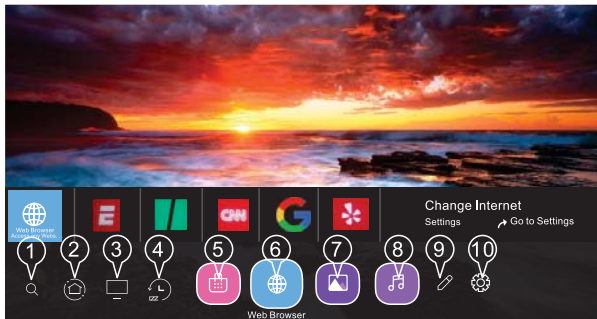 E
CNN
G
Web Browser
Access any Webs...
Change Internet
Settings
Go to Settings
1
2
3
4
5
6
7
8
9
10
zz
Web Browser